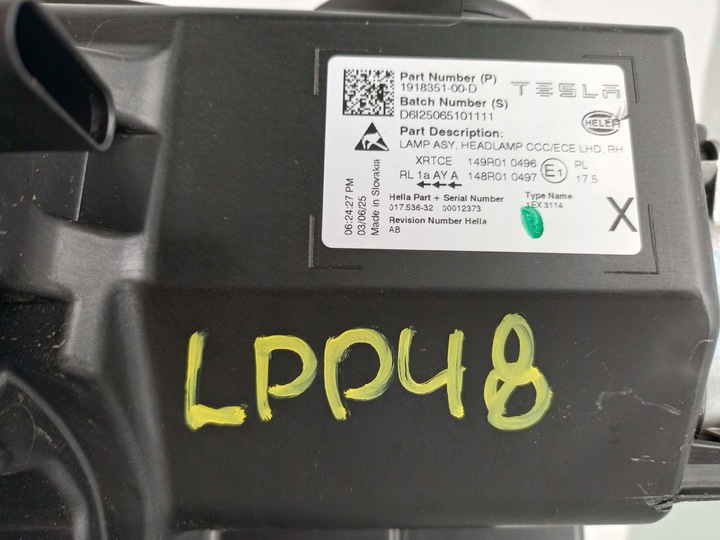 Part Number (P)
1918351-00-D
TESLA
Batch Number (S)
D6I25065101111
HELLA
Part Description:
LAMP ASY, HEADLAMP CCC/ECE LHD, RH
XRTCE 149R01 0496 E1 PL
RL 1a AY A 148R01 0497 17.5
Hella Part + Serial Number
017.536-32 00012373
Type Name
1EX 3114
Revision Number Hella
AB
X
06:24:27 PM
03/06/25
Made in Slovakia
LPP48